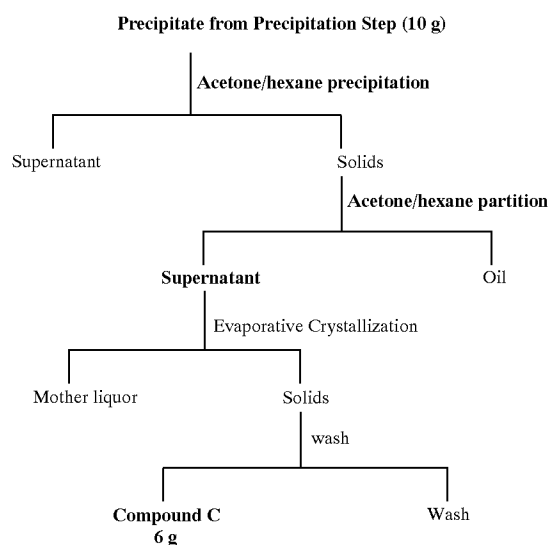 Precipitate from Precipitation Step (10 g)
Acetone/hexane precipitation
Supernatant
Solids
Acetone/hexane partition
Supernatant
Oil
Evaporative Crystallization
Mother liquor
Solids
wash
Compound C
6 g
Wash